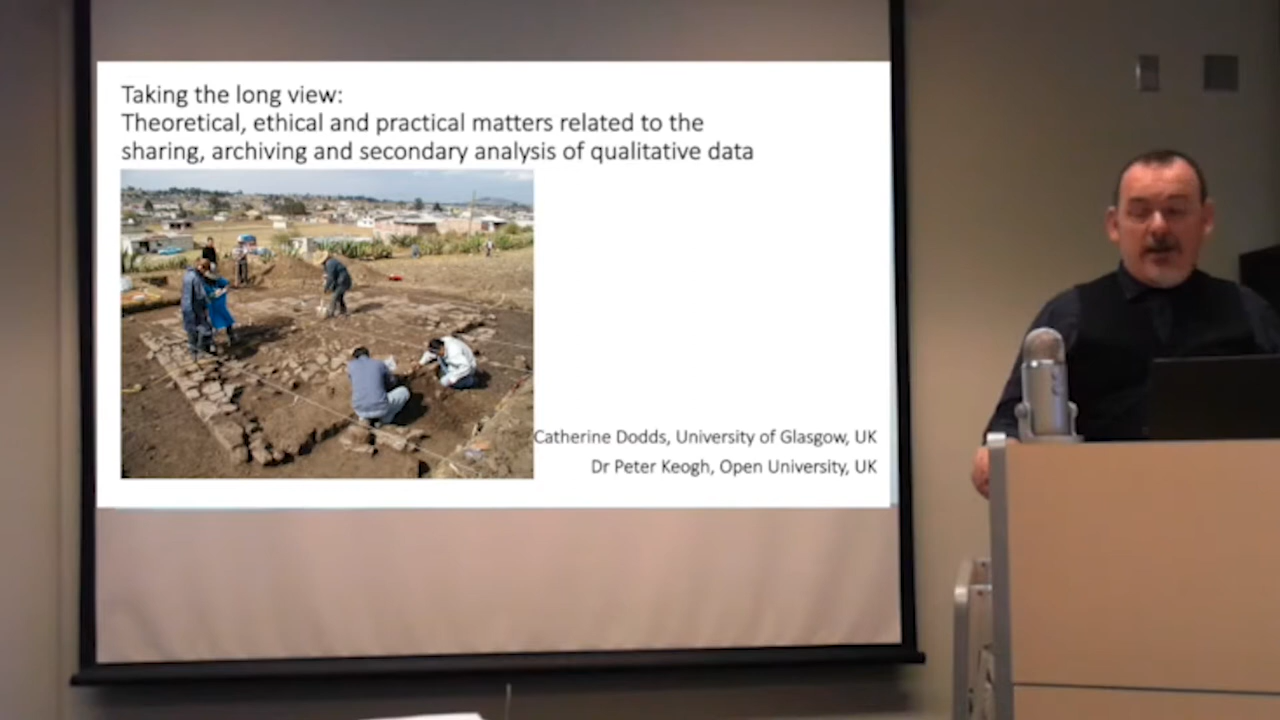 Taking the long view:
Theoretical, ethical and practical matters related to the
sharing, archiving and secondary analysis of qualitative data
Catherine Dodds, University of Glasgow, UK
Dr Peter Keogh, Open University, UK